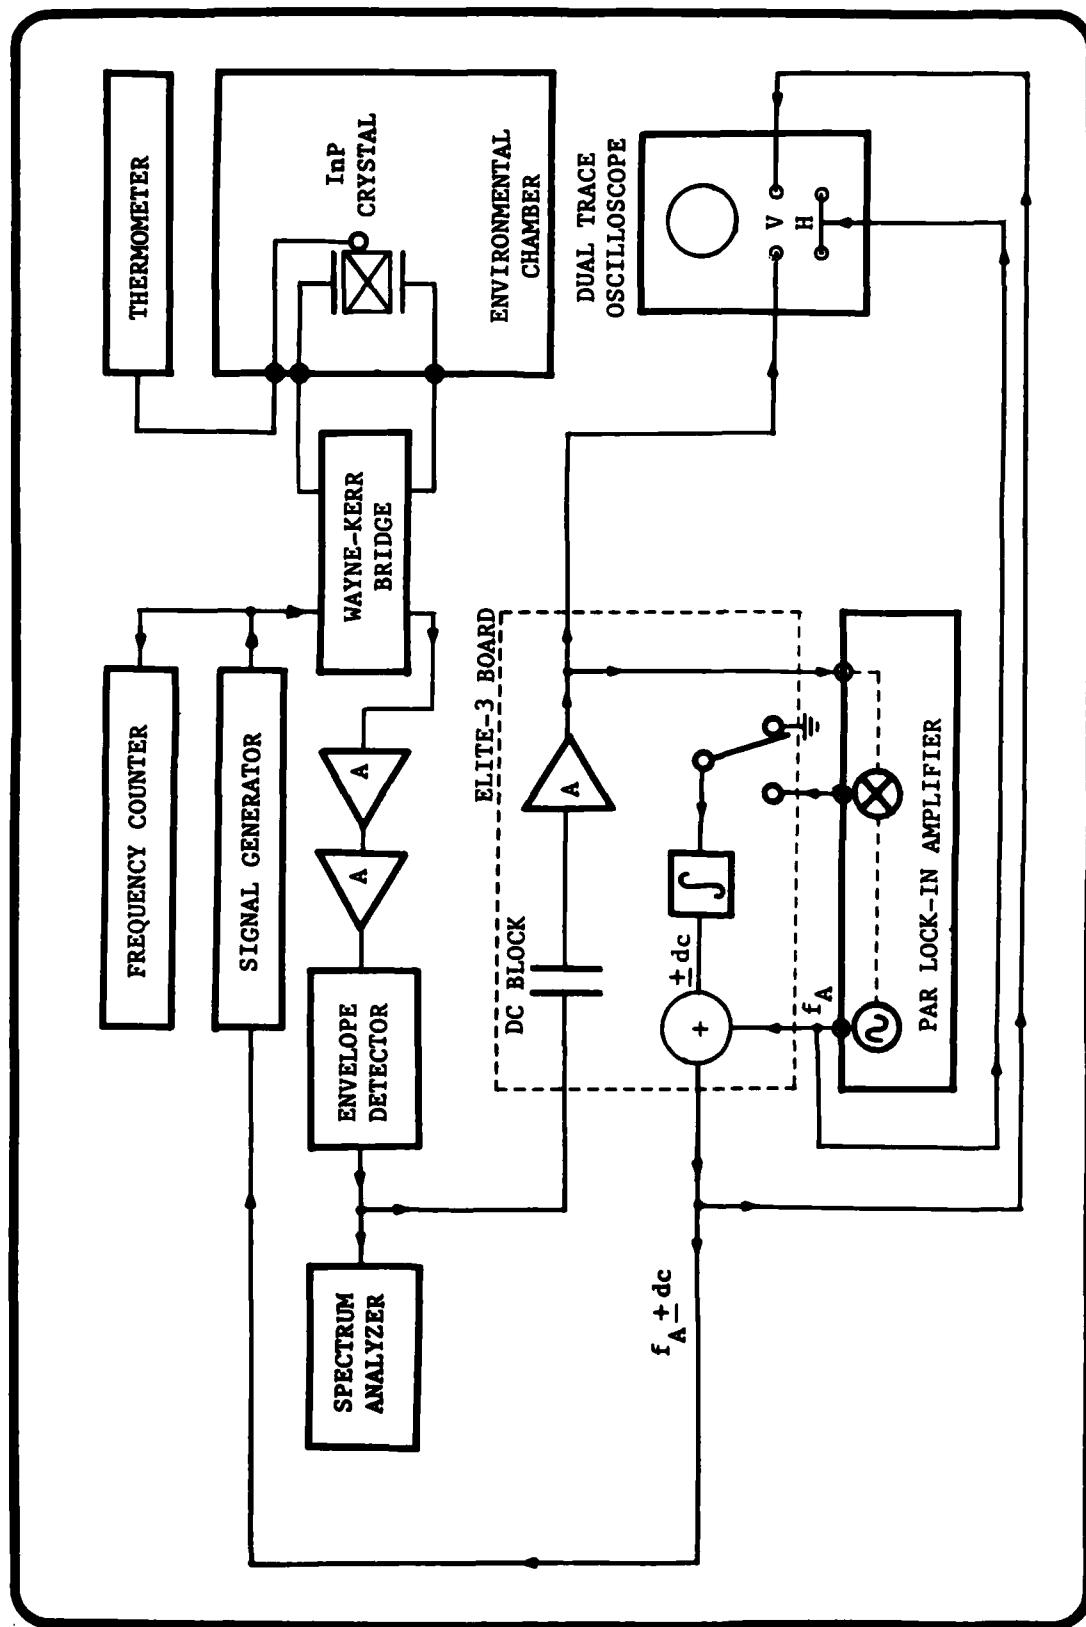 THERMOMETER
InP
CRYSTAL
ENVIRONMENTAL
CHAMBER
DUAL TRACE
OSCILLOSCOPE
V
H
WAYNE-KERR
BRIDGE
FREQUENCY COUNTER
SIGNAL GENERATOR
A
A
ENVELOPE
DETECTOR
SPECTRUM
ANALYZER
ELITE-3 BOARD
DC BLOCK
A
∫
± dc
+
f_A
PAR LOCK-IN AMPLIFIER
f_A ± dc